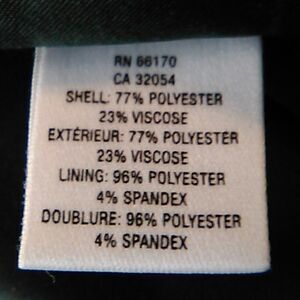 RN 66170
CA 32054
SHELL: 77% POLYESTER
23% VISCOSE
EXTÉRIEUR: 77% POLYESTER
23% VISCOSE
LINING: 96% POLYESTER
4% SPANDEX
DOUBLURE: 96% POLYESTER
4% SPANDEX